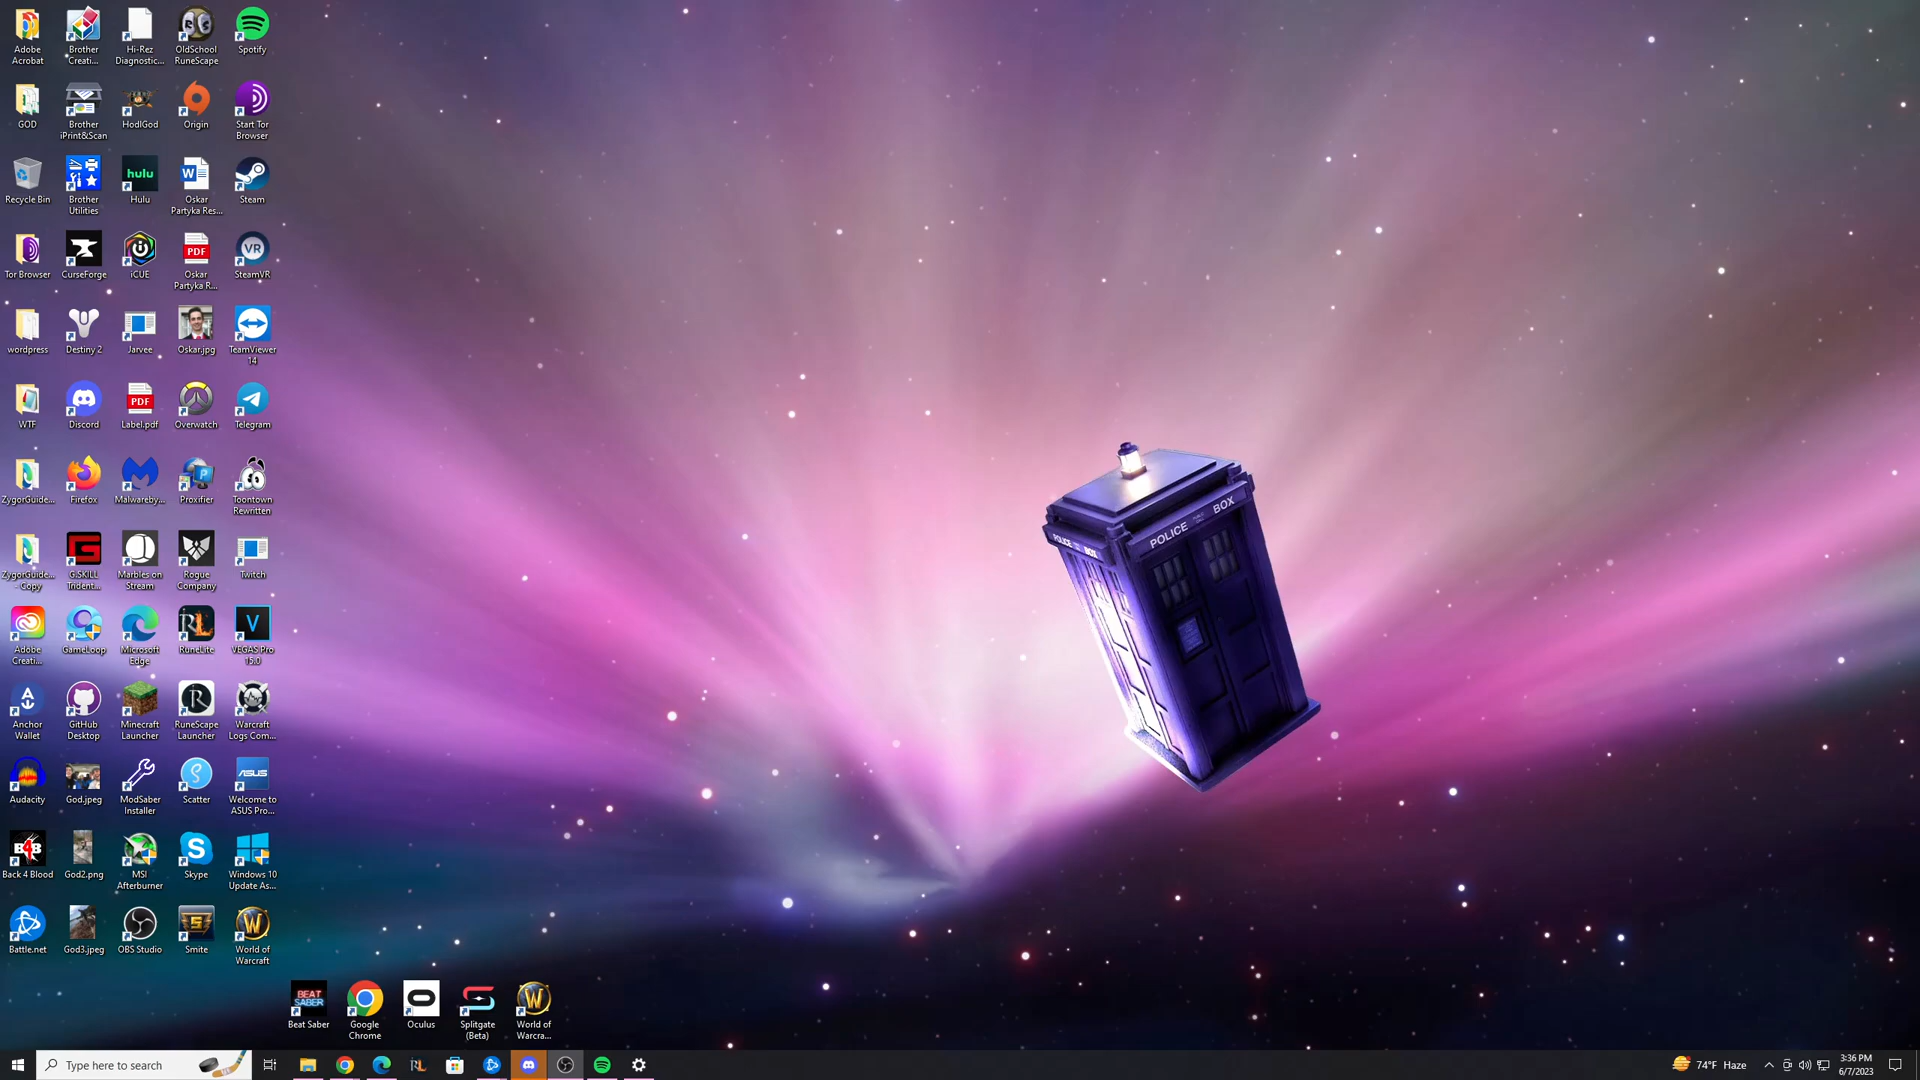 Adobe
Acrobat
Brother
Creati...
Hi-Rez
Diagnostic...
OldSchool
RuneScape
Spotify
GOD
Brother
iPrint&Scan
HodlGod
Origin
Start Tor
Browser
Recycle Bin
Brother
Utilities
hulu
Hulu
W
Oskar
Partyka Res...
Steam
Tor Browser
CurseForge
iCUE
PDF
Oskar
Partyka R...
VR
SteamVR
wordpress
Destiny 2
Jarvee
Oskar.jpg
TeamViewer
14
WTF
Discord
PDF
Label.pdf
Overwatch
Telegram
ZygorGuide...
Firefox
Malwareby...
Proxifier
Toontown
Rewritten
ZygorGuide...
- Copy
G.SKILL
Trident...
Marbles on
Stream
Rogue
Company
Twitch
Adobe
Creati...
GameLoop
Microsoft
Edge
RL
RuneLite
V
VEGAS Pro
15.0
Anchor
Wallet
GitHub
Desktop
Minecraft
Launcher
R
RuneScape
Launcher
Warcraft
Logs Com...
Audacity
God.jpeg
ModSaber
Installer
S
Scatter
ASUS
Welcome to
ASUS Pro...
B4B
Back 4 Blood
God2.png
MSI
Afterburner
S
Skype
Windows 10
Update As...
Battle.net
God3.jpeg
OBS Studio
S
Smite
W
World of
Warcraft
BEAT
SABER
Beat Saber
Google
Chrome
Oculus
Splitgate
(Beta)
W
World of
Warcra...
POLICE BOX
POLICE BOX
Type here to search
RL
74°F Haze
3:36 PM
6/7/2023